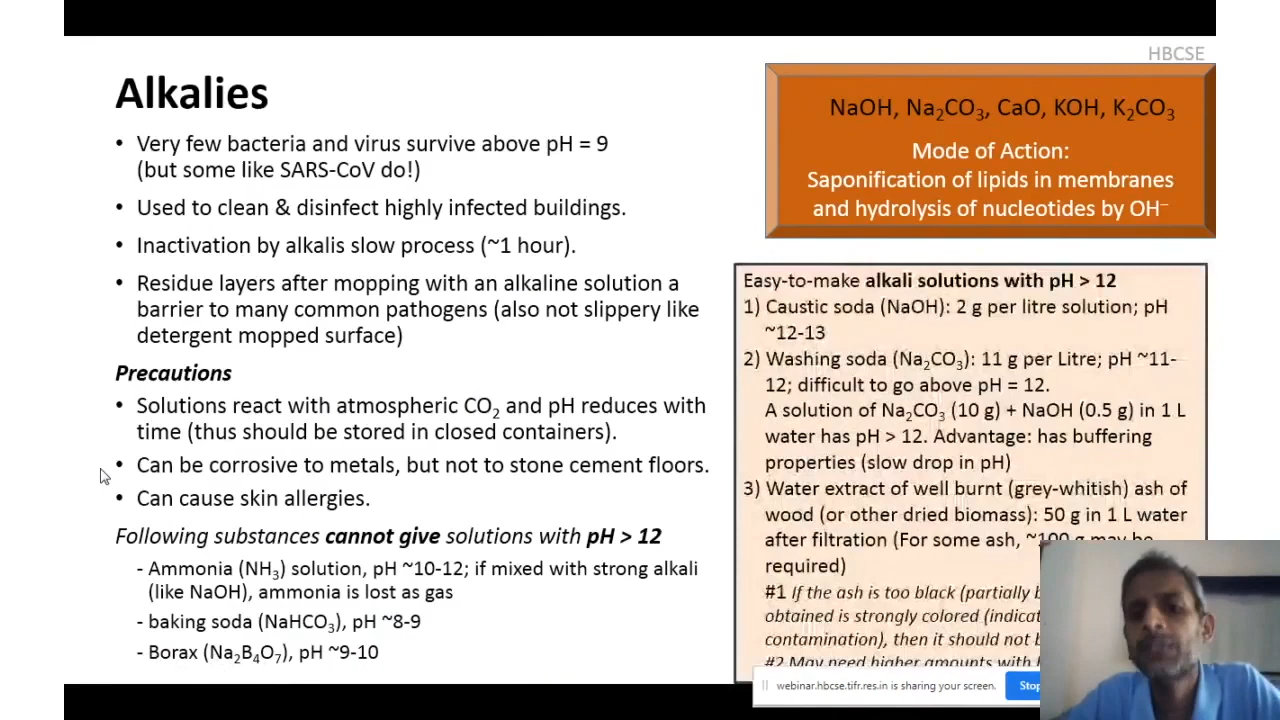 HBCSE
Alkalies
• Very few bacteria and virus survive above pH = 9
(but some like SARS-CoV do!)
• Used to clean & disinfect highly infected buildings.
• Inactivation by alkalis slow process (~1 hour).
• Residue layers after mopping with an alkaline solution a
barrier to many common pathogens (also not slippery like
detergent mopped surface)
Precautions
• Solutions react with atmospheric CO₂ and pH reduces with
time (thus should be stored in closed containers).
• Can be corrosive to metals, but not to stone cement floors.
• Can cause skin allergies.
Following substances cannot give solutions with pH > 12
- Ammonia (NH₃) solution, pH ~10-12; if mixed with strong alkali
(like NaOH), ammonia is lost as gas
- baking soda (NaHCO₃), pH ~8-9
- Borax (Na₂B₄O₇), pH ~9-10
NaOH, Na₂CO₃, CaO, KOH, K₂CO₃
Mode of Action:
Saponification of lipids in membranes
and hydrolysis of nucleotides by OH⁻
Easy-to-make alkali solutions with pH > 12
1) Caustic soda (NaOH): 2 g per litre solution; pH
~12-13
2) Washing soda (Na₂CO₃): 11 g per Litre; pH ~11-
12; difficult to go above pH = 12.
A solution of Na₂CO₃ (10 g) + NaOH (0.5 g) in 1 L
water has pH > 12. Advantage: has buffering
properties (slow drop in pH)
3) Water extract of well burnt (grey-whitish) ash of
wood (or other dried biomass): 50 g in 1 L water
after filtration (For some ash, ~100 g may be
required)
#1 If the ash is too black (partially
obtained is strongly colored
contamination), then it should not
#2 May need higher amounts with
webinar.hbcse.tifr.res.in is sharing your screen.
Stop